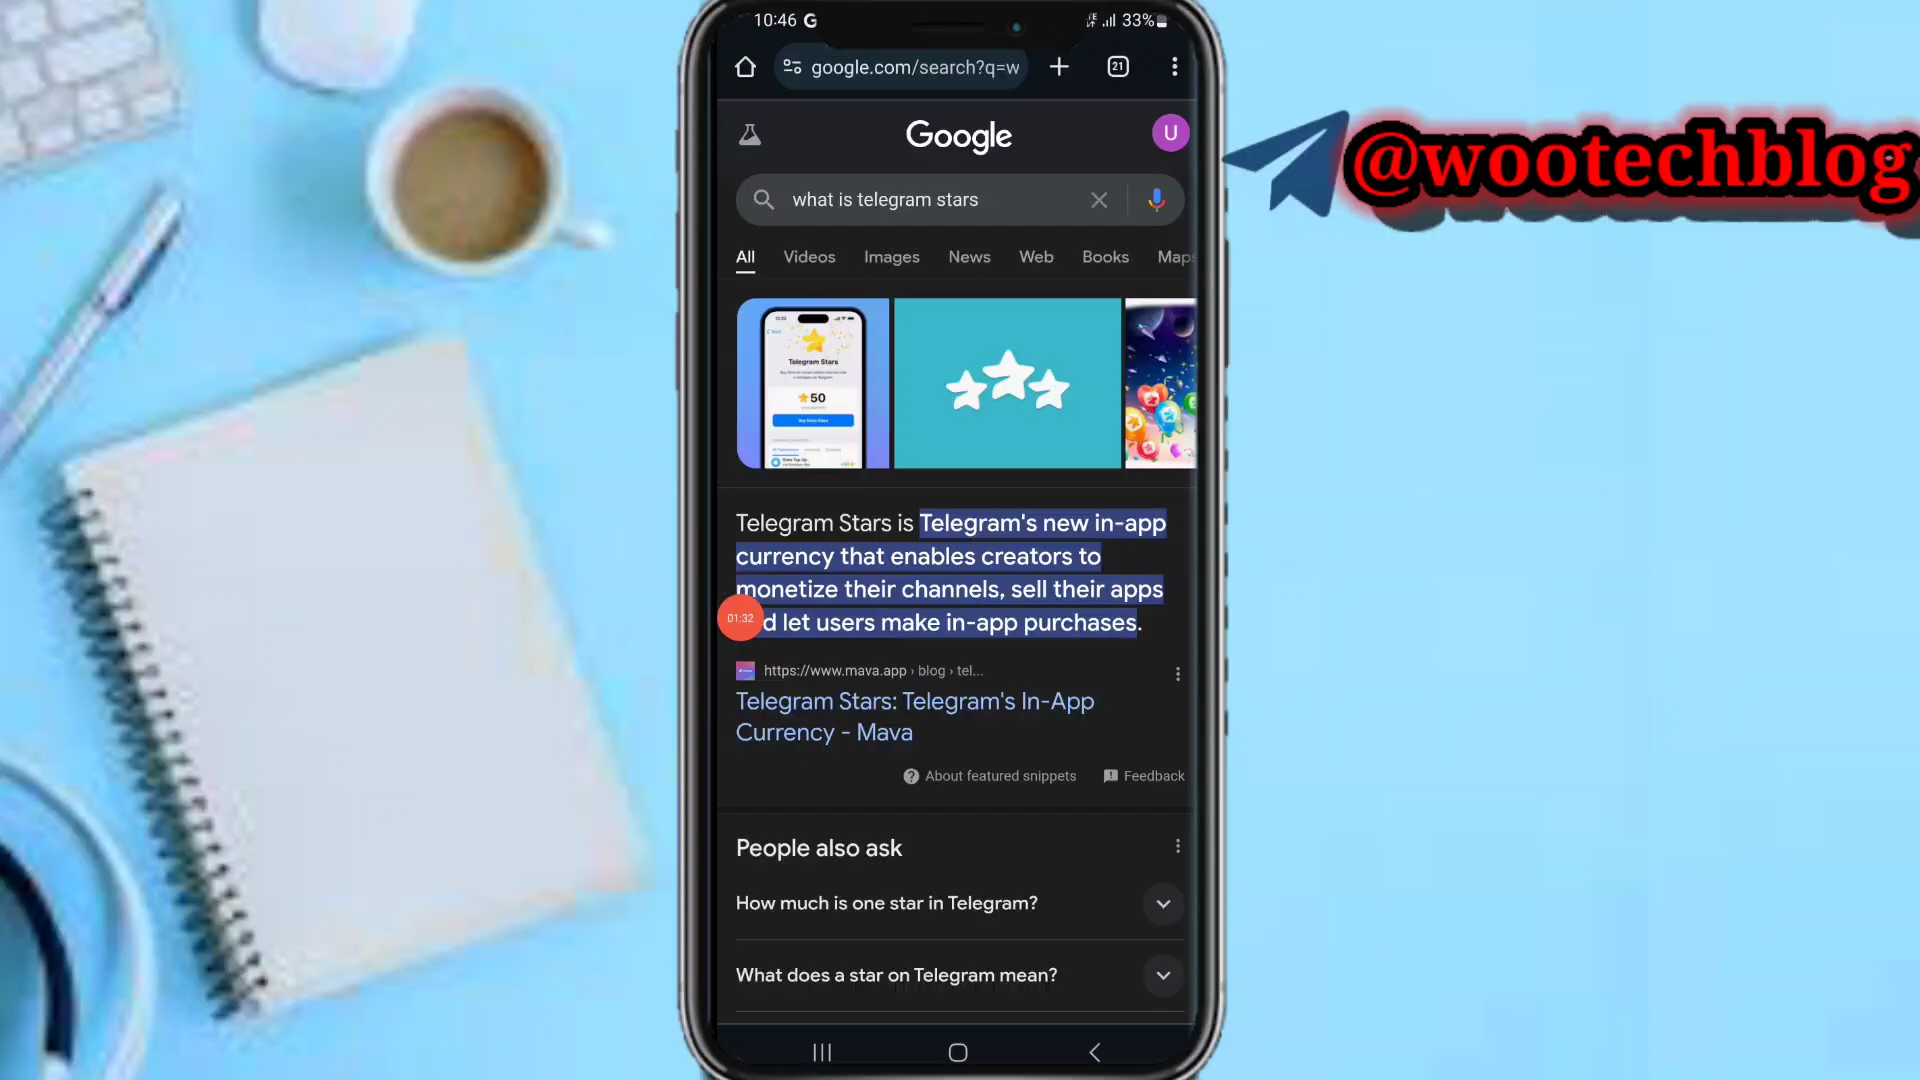 10:46 G
33%
google.com/search?q=w
21
@wootechblog
Google
U
what is telegram stars
All Videos Images News Web Books Maps
Telegram Stars
50
Telegram Stars is Telegram's new in-app
currency that enables creators to
monetize their channels, sell their apps
d let users make in-app purchases.
01:32
https://www.mava.app › blog › tel...
Telegram Stars: Telegram's In-App
Currency - Mava
About featured snippets Feedback
People also ask
How much is one star in Telegram?
What does a star on Telegram mean?